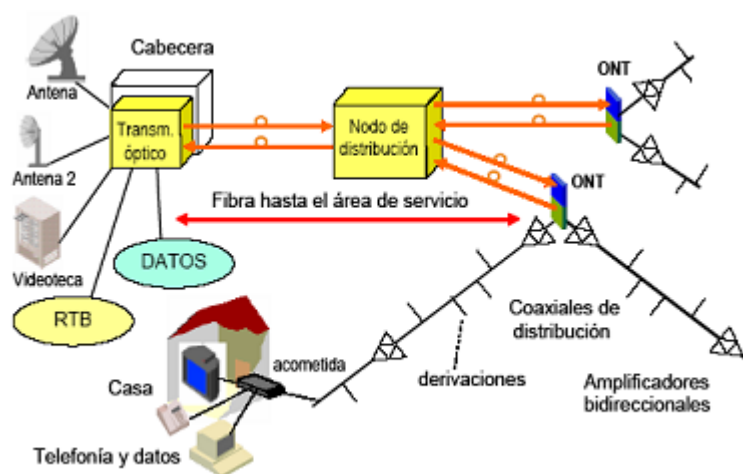 Cabecera
Antena
Transm.
óptico
Antena 2
Videoteca
Nodo de
distribución
ONT
ONT
Fibra hasta el área de servicio
DATOS
RTB
Casa
acometida
derivaciones
Coaxiales de
distribución
Amplificadores
bidireccionales
Telefonía y datos